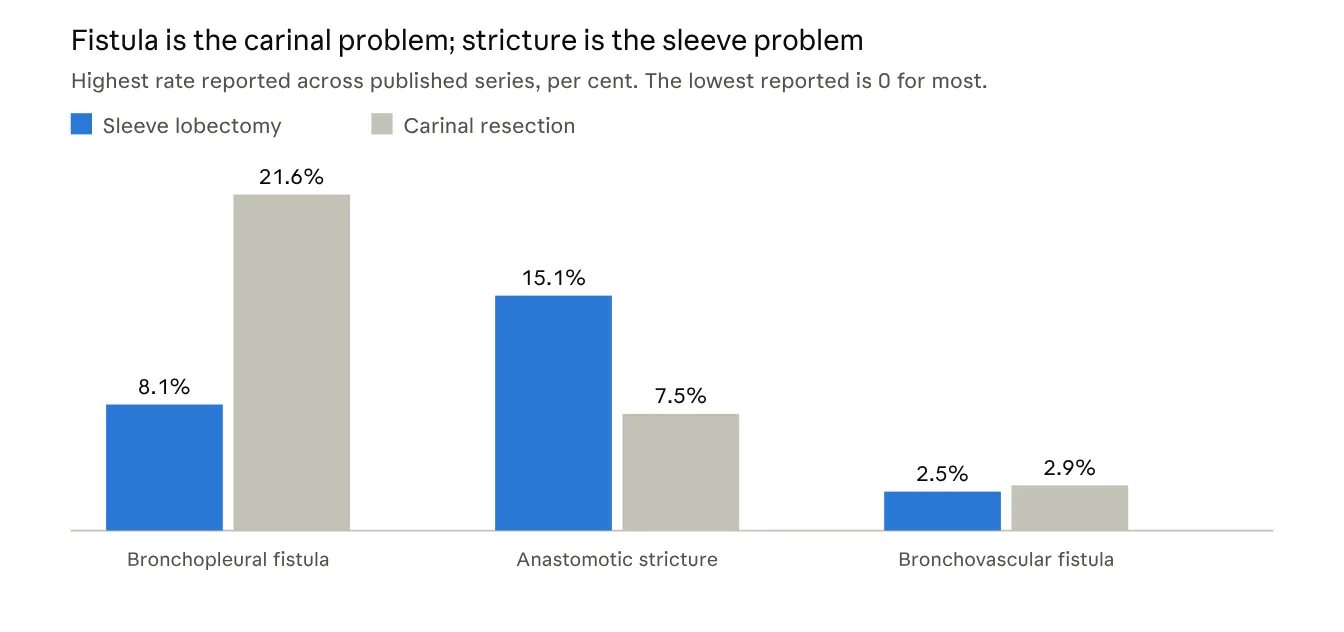 Fistula is the carinal problem; stricture is the sleeve problem
Highest rate reported across published series, per cent. The lowest reported is 0 for most.
Sleeve lobectomy
Carinal resection
21.6%
15.1%
8.1%
7.5%
2.5%
2.9%
Bronchopleural fistula
Anastomotic stricture
Bronchovascular fistula